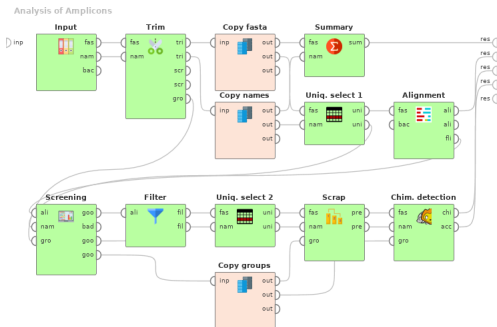 Analysis of Amplicons
Input
Trim
Copy fasta
Summary
inp
fas
nam
bac
fas
nam
tri
tri
scr
scr
gro
inp
out
out
out
fas
nam
sum
res
res
res
res
res
Copy names
Uniq. select 1
Alignment
inp
out
out
out
fas
nam
uni
uni
fas
bac
ali
ali
fli
Screening
Filter
Uniq. select 2
Scrap
Chim. detection
ali
nam
gro
goo
bad
goo
goo
ali
fil
fil
fas
nam
uni
uni
fas
nam
gro
pre
pre
fas
nam
gro
chi
acc
Copy groups
inp
out
out
out